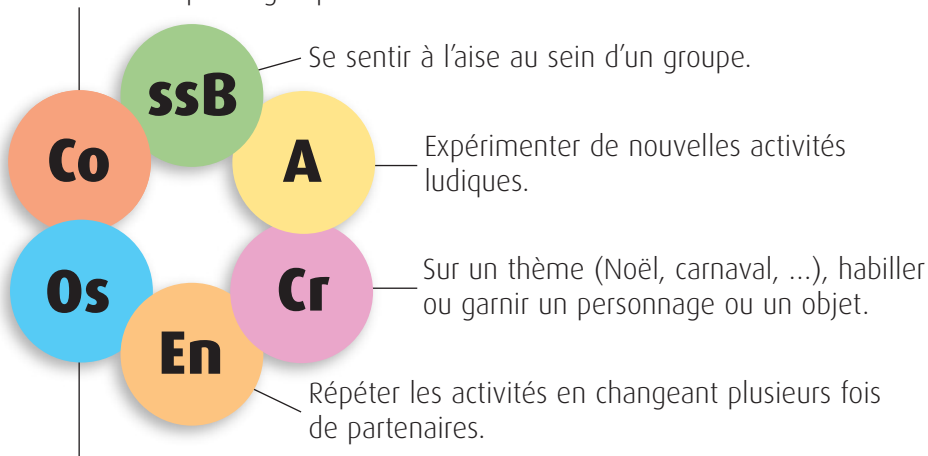 ssB
Se sentir à l’aise au sein d’un groupe.
Co
A
Expérimenter de nouvelles activités
ludiques.
Os
Cr
Sur un thème (Noël, carnaval, ...), habiller
ou garnir un personnage ou un objet.
En
Répéter les activités en changeant plusieurs fois
de partenaires.